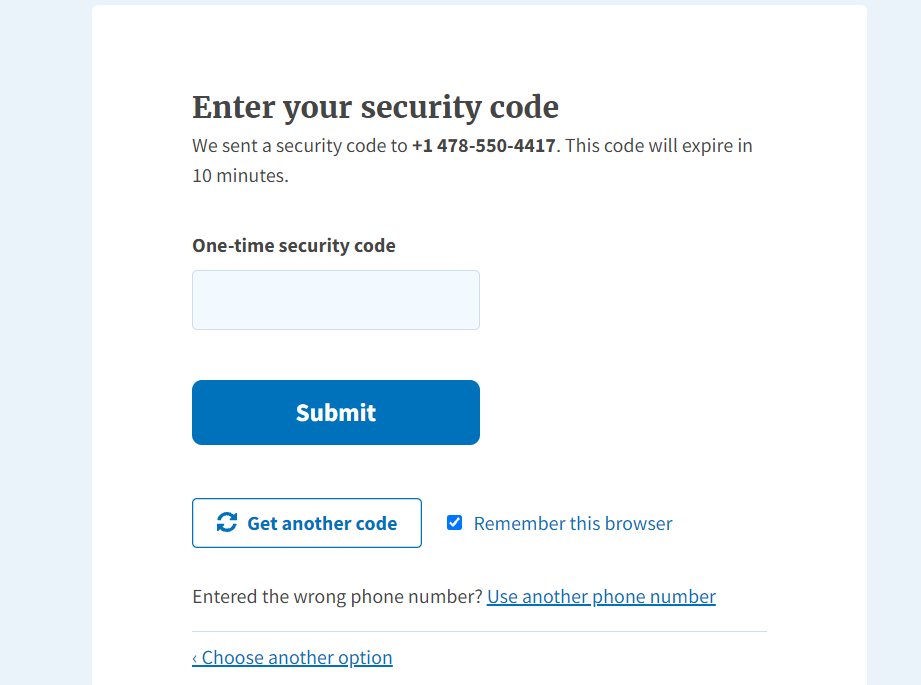 Enter your security code
We sent a security code to +1 478-550-4417. This code will expire in
10 minutes.
One-time security code
Submit
Get another code
Remember this browser
Entered the wrong phone number? Use another phone number
‹ Choose another option